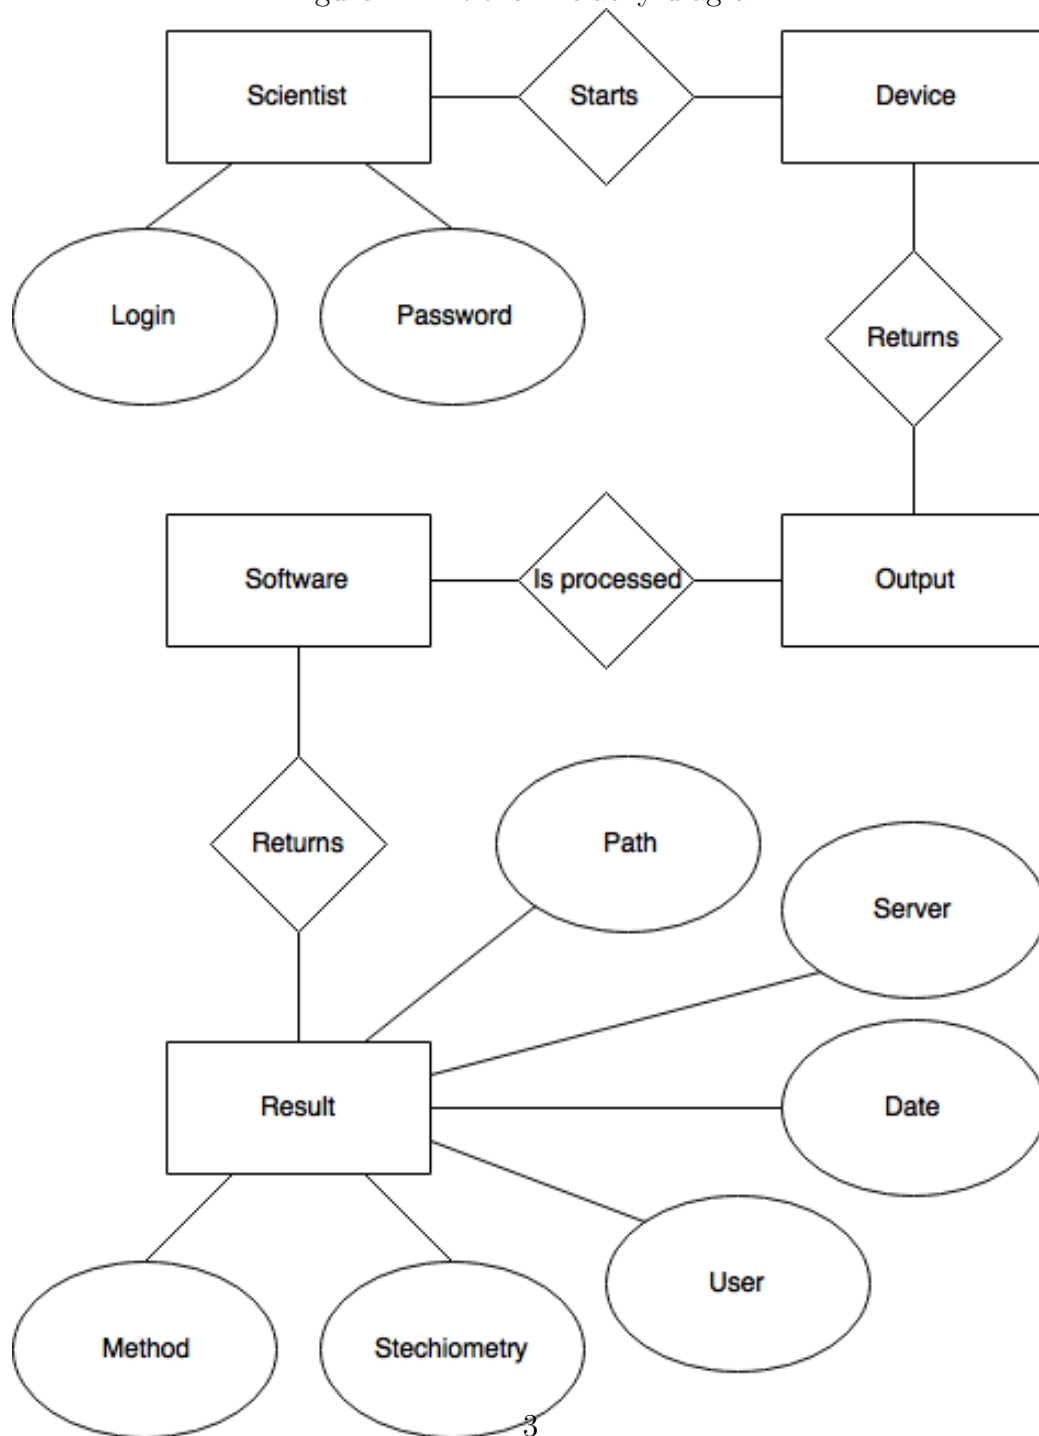 Scientist
Starts
Device
Login
Password
Returns
Software
Is processed
Output
Returns
Path
Server
Result
Date
User
Method
Stechiometry
3